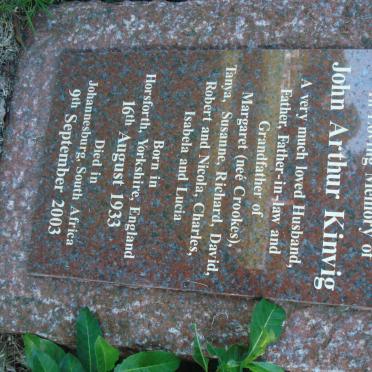 In Loving Memory of
John Arthur Kinvig
A very much loved Husband,
Father, Father-in-law and
Grandfather of
Margaret (neé Crookes),
Tanya, Susanne, Richard, David,
Robert and Nicola, Charles,
Isabella and Lucia
Born in
Horsforth, Yorkshire, England
16th August 1933
Died in
Johannesburg, South Africa
9th September 2003